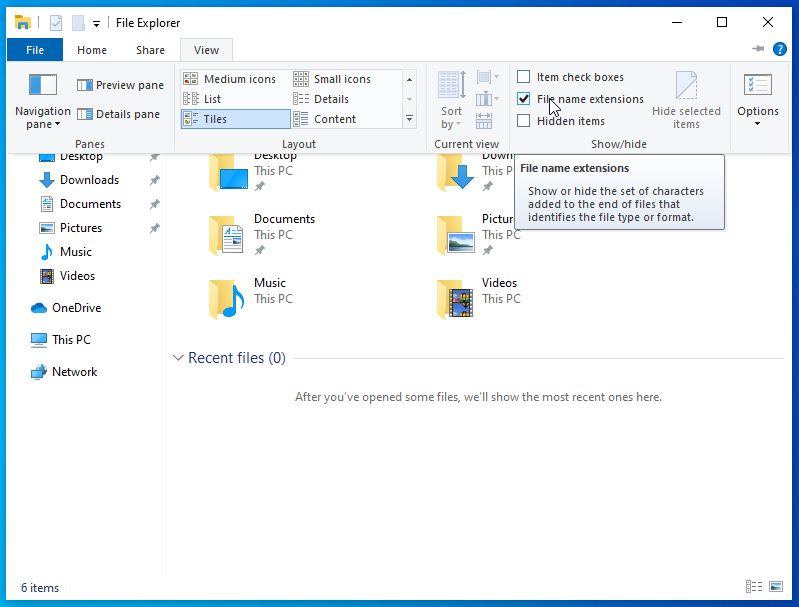 File Explorer
File
Home
Share
View
Navigation
pane
Preview pane
Details pane
Panes
Medium icons
Small icons
List
Details
Tiles
Content
Layout
Sort
by
Current view
Item check boxes
File name extensions
Hidden items
Hide selected
items
Show/hide
Options
File name extensions
Show or hide the set of characters
added to the end of files that
identifies the file type or format.
Desktop
Downloads
Documents
Pictures
Music
Videos
OneDrive
This PC
Network
Desktop
This PC
Down
This PC
Documents
This PC
Pictur
This PC
Music
This PC
Videos
This PC
Recent files (0)
After you've opened some files, we'll show the most recent ones here.
6 items